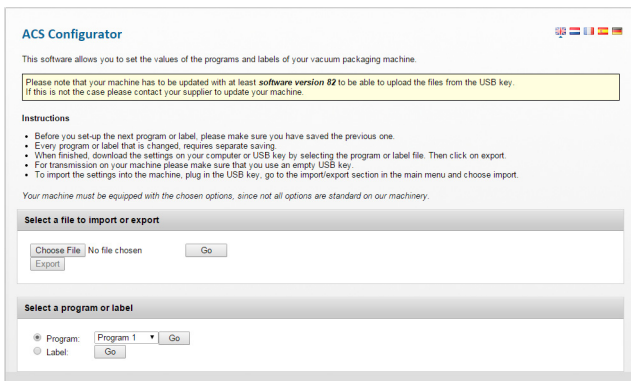 ACS Configurator
This software allows you to set the values of the programs and labels of your vacuum packaging machine.
Please note that your machine has to be updated with at least software version 82 to be able to upload the files from the USB key.
If this is not the case please contact your supplier to update your machine.
Instructions
• Before you set-up the next program or label, please make sure you have saved the previous one.
• Every program or label that is changed, requires separate saving.
• When finished, download the settings on your computer or USB key by selecting the program or label file. Then click on export.
• For transmission on your machine please make sure that you use an empty USB key.
• To import the settings into the machine, plug in the USB key, go to the import/export section in the main menu and choose import.
Your machine must be equipped with the chosen options, since not all options are standard on our machinery.
Select a file to import or export
Choose File No file chosen Go
Export
Select a program or label
Program: Program 1 Go
Label: Go